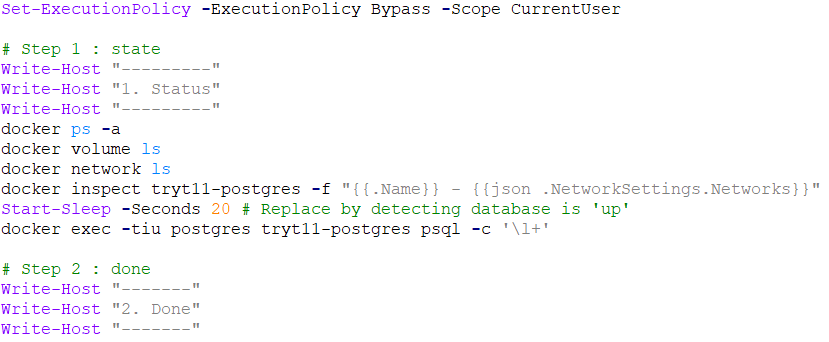 Set-ExecutionPolicy -ExecutionPolicy Bypass -Scope CurrentUser
# Step 1 : state
Write-Host "---------"
Write-Host "1. Status"
Write-Host "---------"
docker ps -a
docker volume ls
docker network ls
docker inspect tryt11-postgres -f "{{.Name}} - {{json .NetworkSettings.Networks}}"
Start-Sleep -Seconds 20 # Replace by detecting database is 'up'
docker exec -tiu postgres tryt11-postgres psql -c '\l+'
# Step 2 : done
Write-Host "-------"
Write-Host "2. Done"
Write-Host "-------"